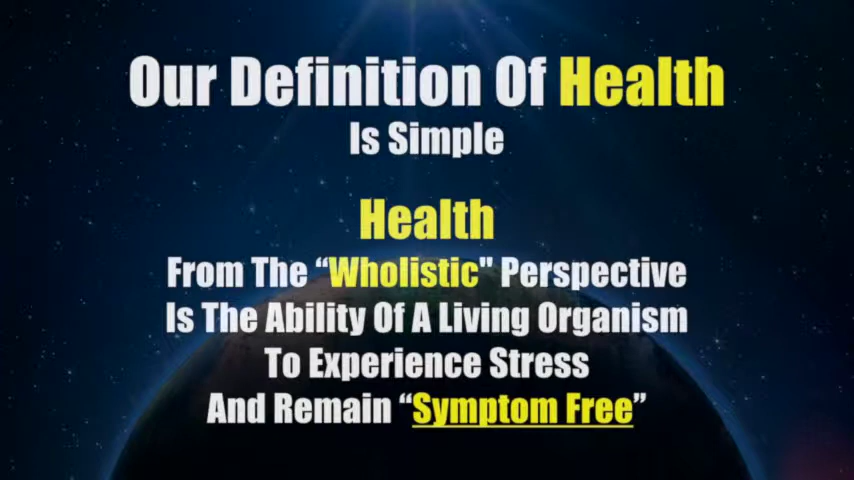 Our Definition Of Health
Is Simple
Health
From The “Wholistic" Perspective
Is The Ability Of A Living Organism
To Experience Stress
And Remain “Symptom Free”